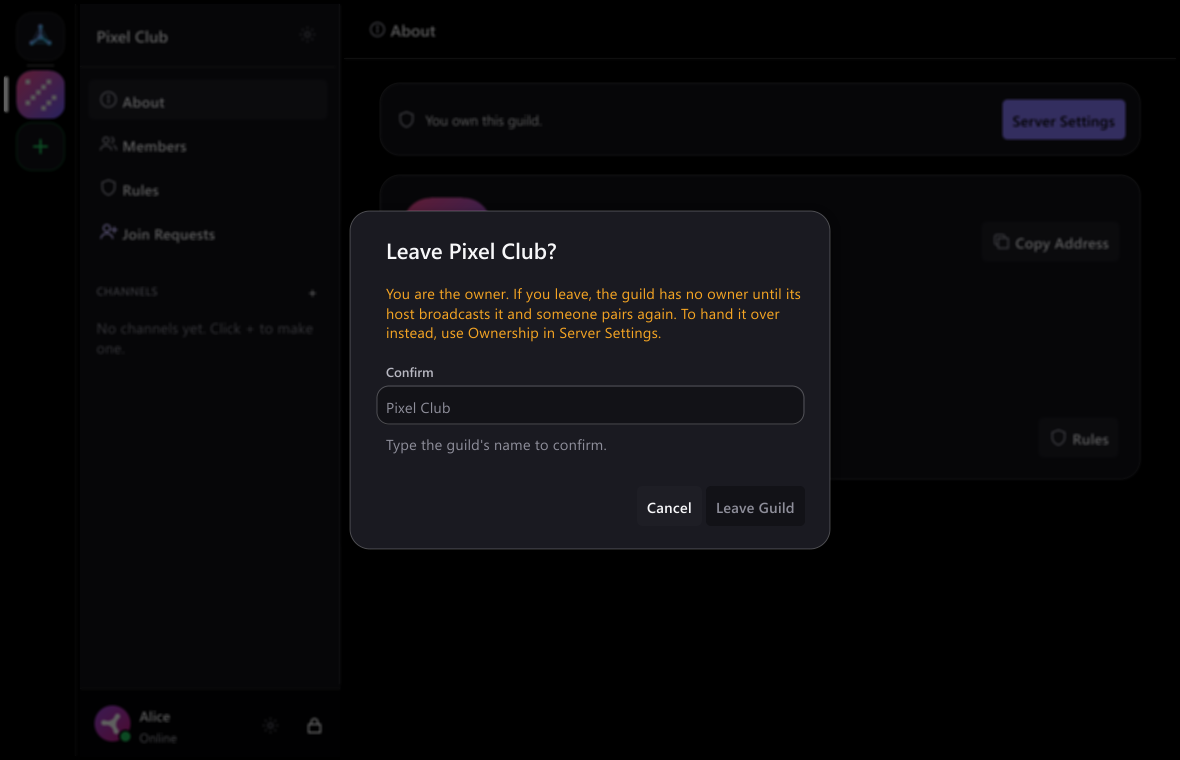 Pixel Club
About
Members
Rules
Join Requests
CHANNELS
+
No channels yet. Click + to make
one.
Alice
Online
About
You own this guild.
Server Settings
Copy Address
Rules
Leave Pixel Club?
You are the owner. If you leave, the guild has no owner until its
host broadcasts it and someone pairs again. To hand it over
instead, use Ownership in Server Settings.
Confirm
Pixel Club
Type the guild's name to confirm.
Cancel
Leave Guild